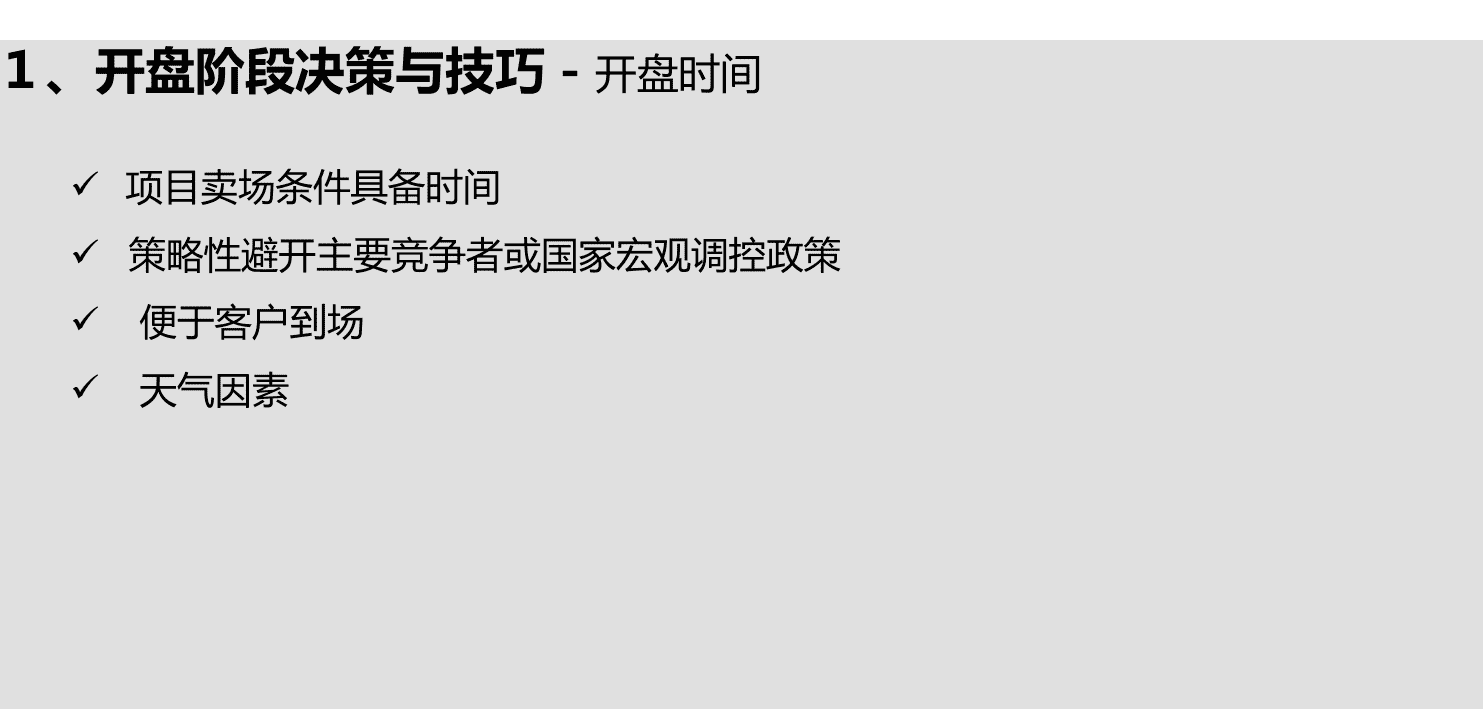 1、开盘阶段决策与技巧 - 开盘时间
✓ 项目卖场条件具备时间
✓ 策略性避开主要竞争者或国家宏观调控政策
✓ 便于客户到场
✓ 天气因素